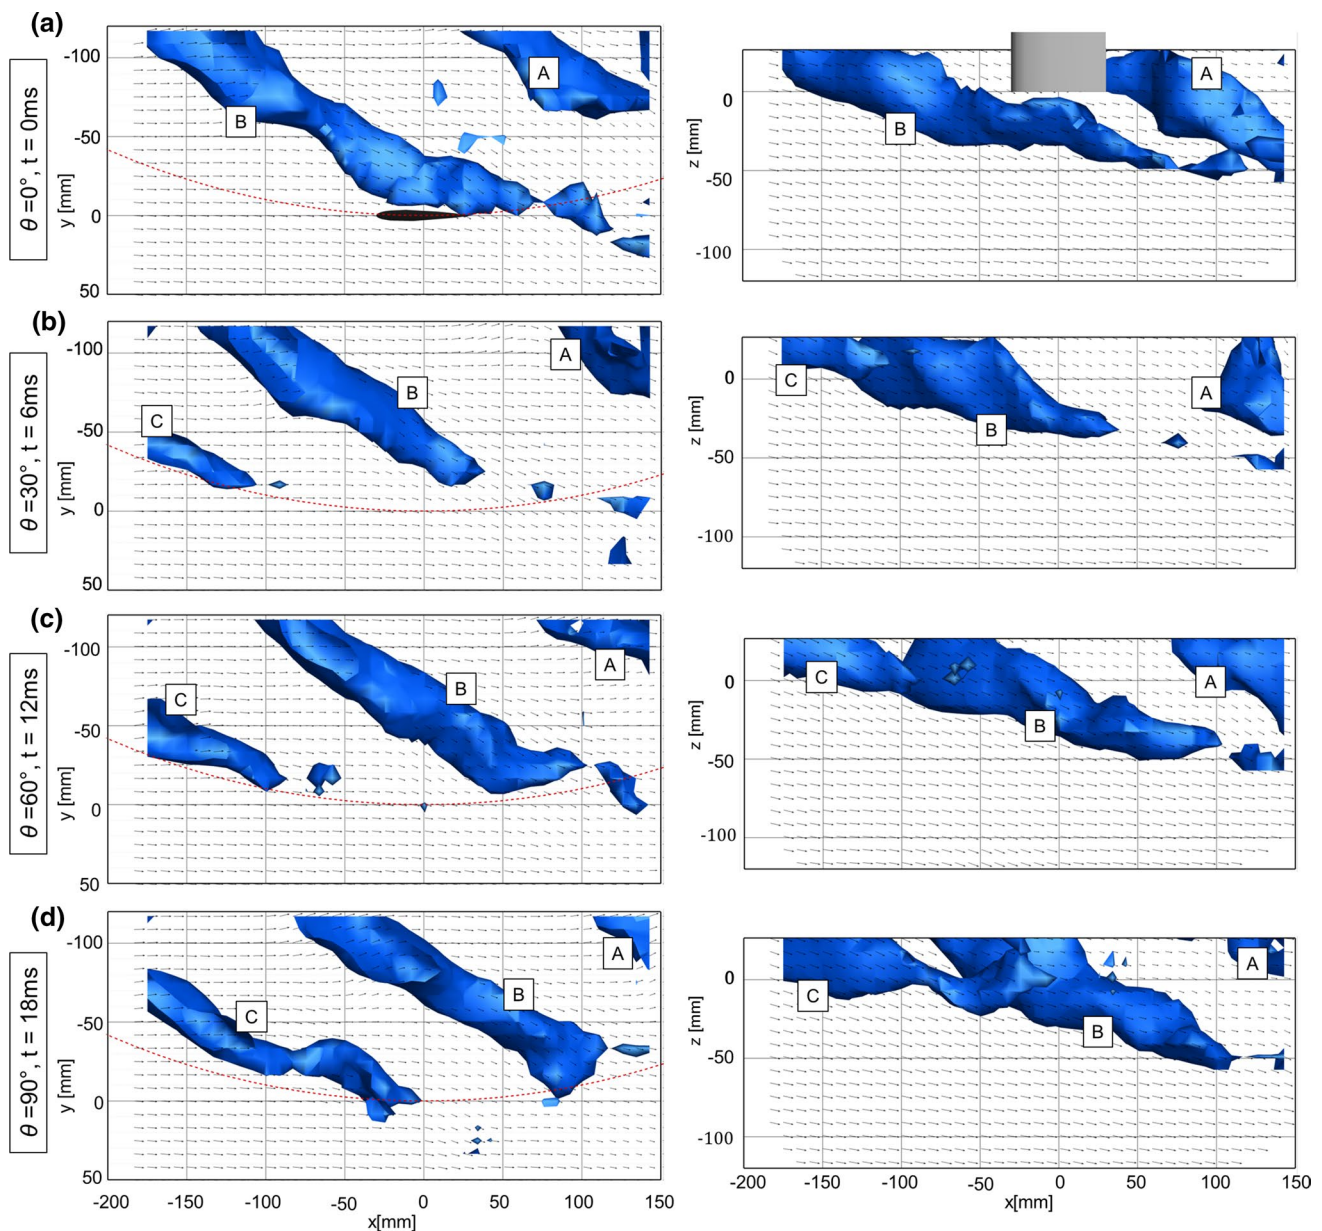 (a)
θ =0°, t = 0ms
y [mm]
-100
-50
0
50
A
B
z [mm]
0
-50
-100
A
B
(b)
θ =30°, t = 6ms
y [mm]
-100
-50
0
50
A
B
C
z [mm]
0
-50
-100
C
A
B
(c)
θ =60°, t = 12ms
y [mm]
-100
-50
0
50
A
B
C
z [mm]
0
-50
-100
C
A
B
(d)
θ =90°, t = 18ms
y [mm]
-100
-50
0
50
A
B
C
-200 -150 -100 -50 0 50 100 150
x[mm]
z [mm]
0
-50
-100
A
C
B
-200 -150 -100 -50 0 50 100 150
x[mm]